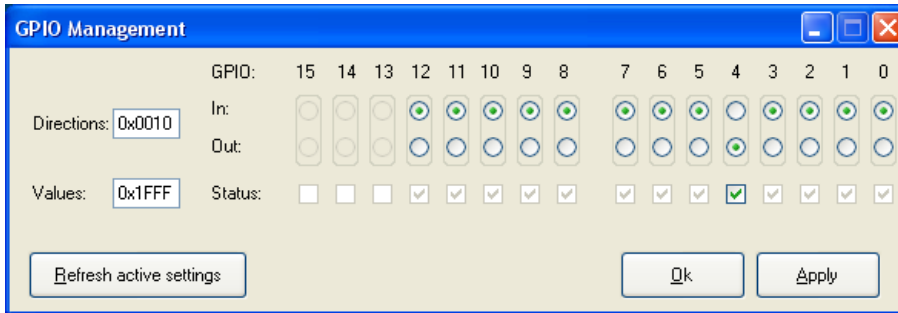 GPIO Management
GPIO: 15 14 13 12 11 10 9 8 7 6 5 4 3 2 1 0
In:
Directions: 0x0010
Out:
Values: 0x1FFF Status:
Refresh active settings Ok Apply